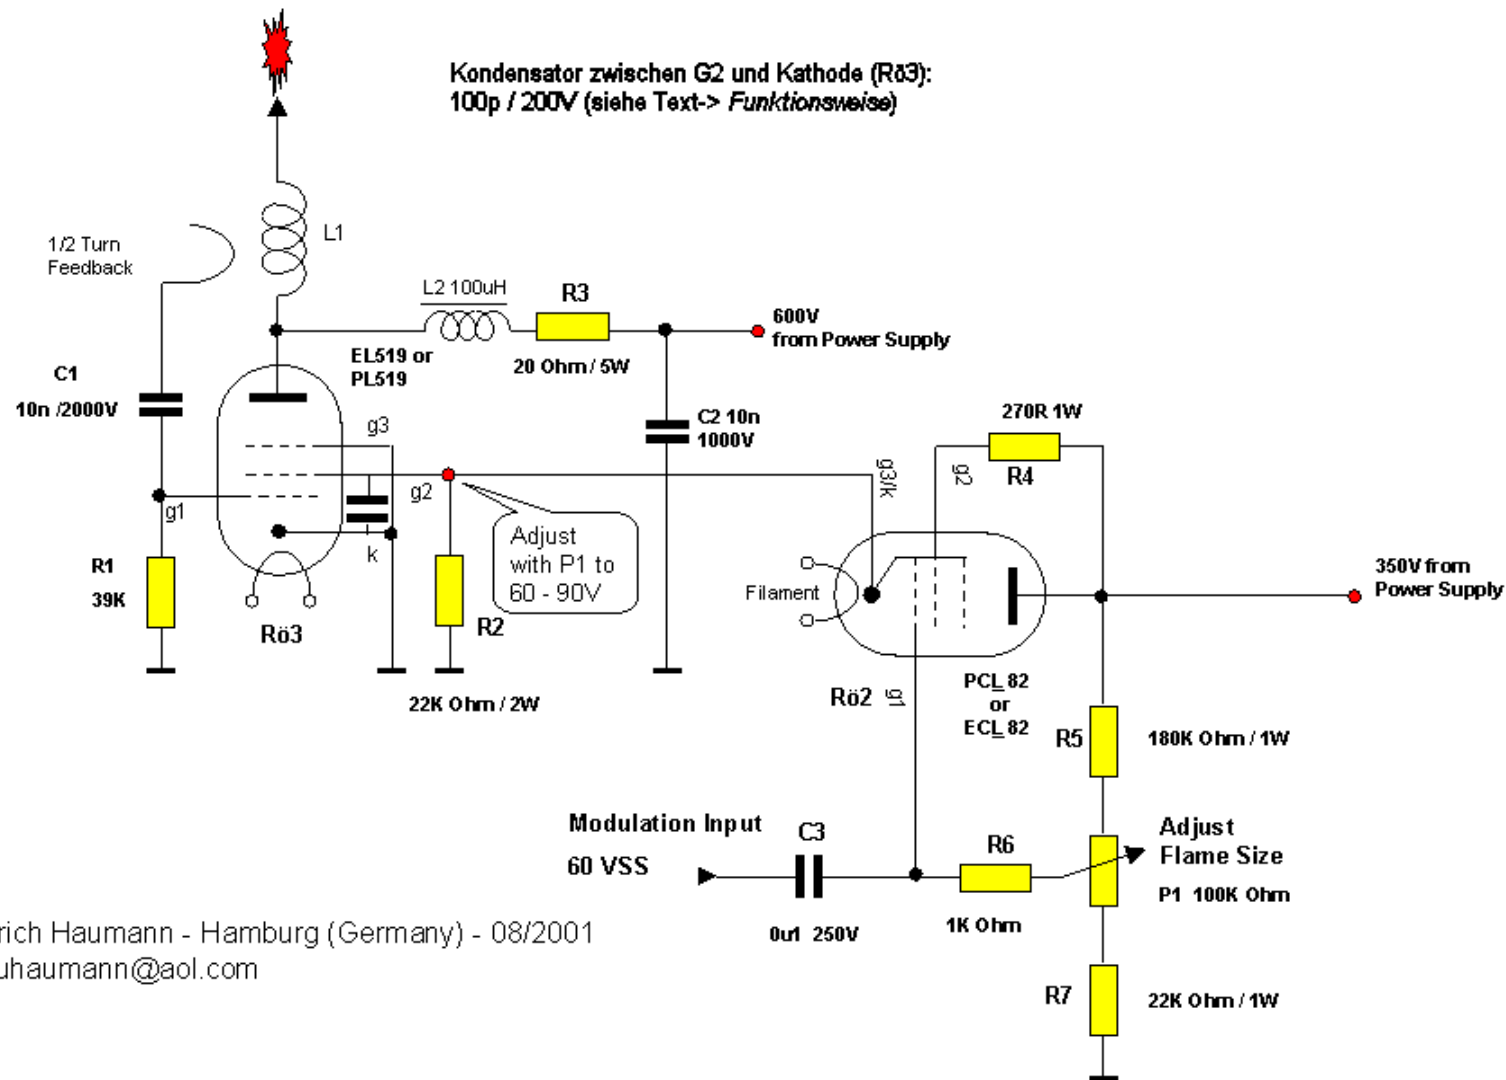 Kondensator zwischen G2 und Kathode (Rö3):
100p / 200V (siehe Text-> Funktionsweise)
1/2 Turn
Feedback
L1
L2 100uH
R3
20 Ohm / 5W
600V
from Power Supply
EL519 or
PL519
C1
10n /2000V
g3
g2
g1
k
C2 10n
1000V
270R 1W
R4
g3/k
g2
Adjust
with P1 to
60 - 90V
R1
39K
Rö3
R2
22K Ohm / 2W
Filament
350V from
Power Supply
Rö2
g1
PCL 82
or
ECL 82
R5
180K Ohm / 1W
Modulation Input
60 VSS
C3
0u1 250V
R6
1K Ohm
Adjust
Flame Size
P1 100K Ohm
R7
22K Ohm / 1W
rich Haumann - Hamburg (Germany) - 08/2001
uhaumann@aol.com